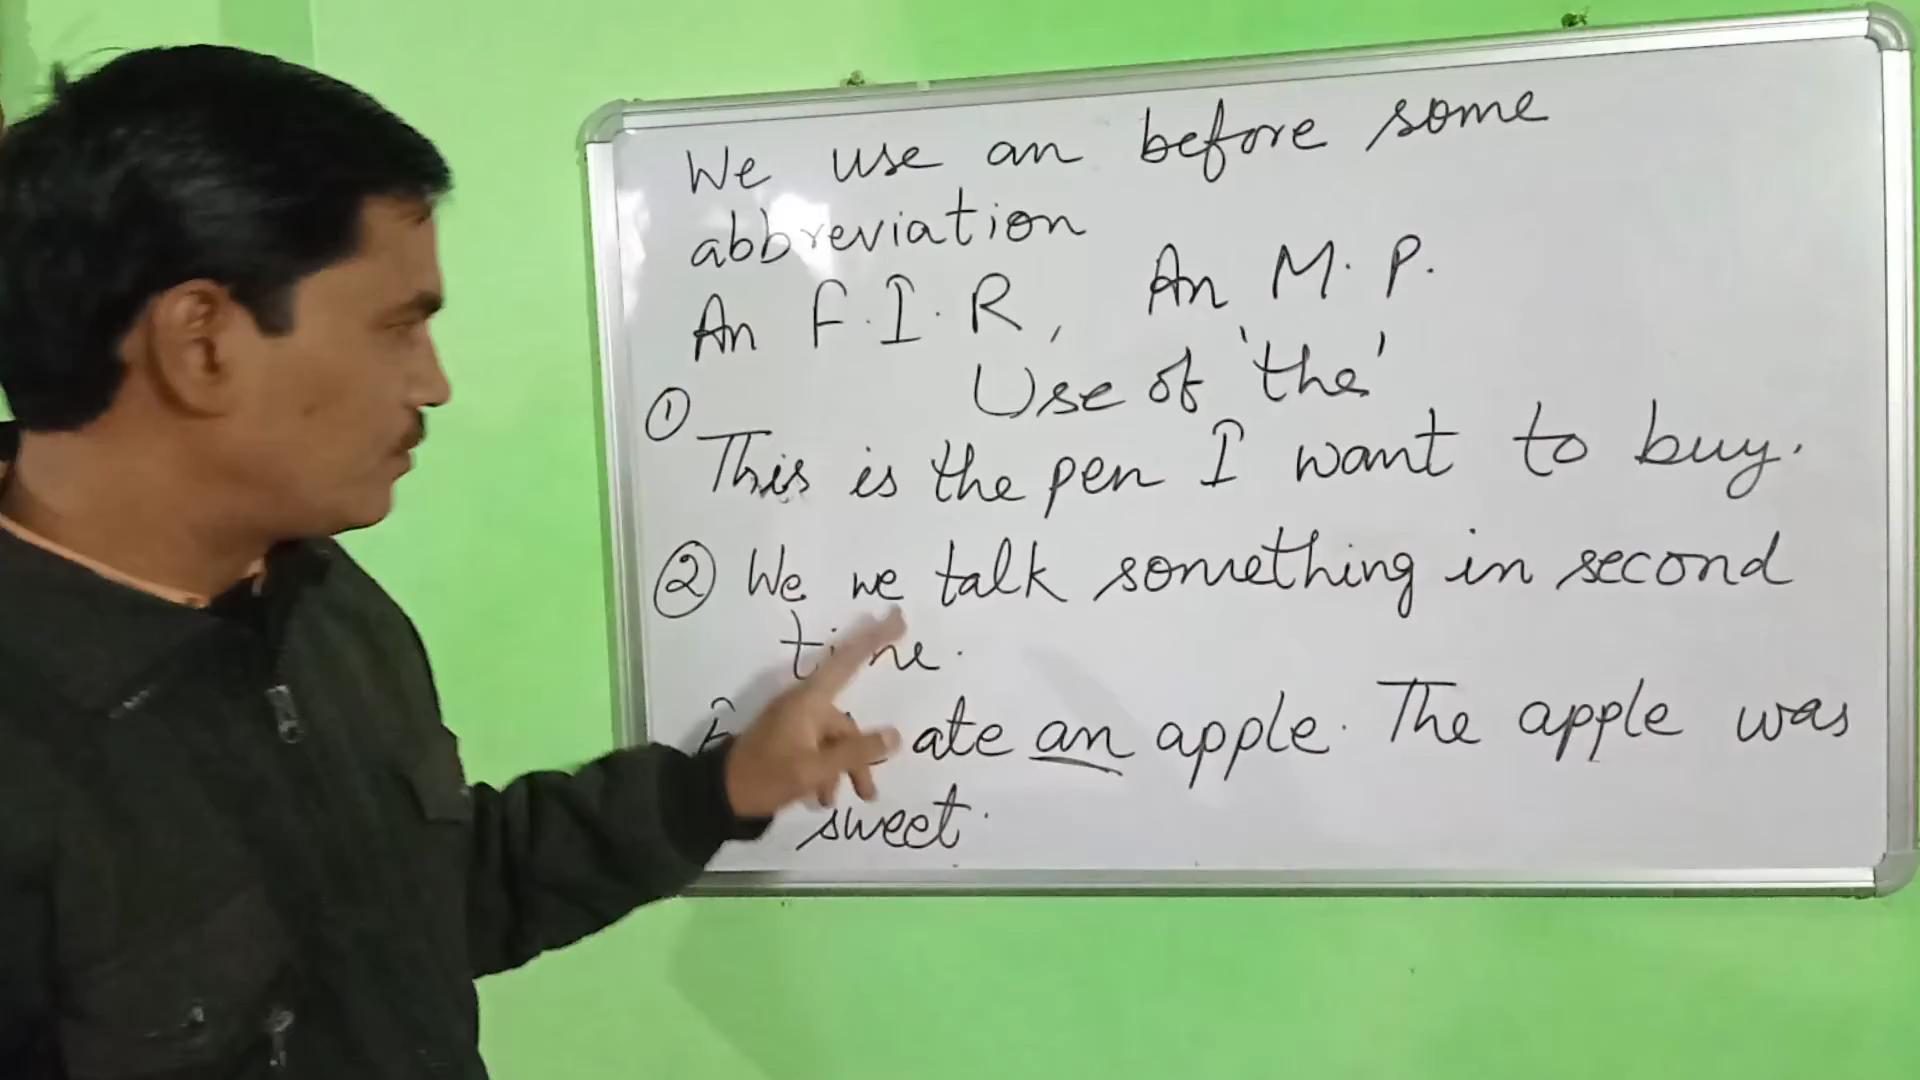 We use an before some
abbreviation
An F.I.R, An M.P.
Use of 'the'
① This is the pen I want to buy.
② We we talk something in second
time.
ate an apple. The apple was
sweet.